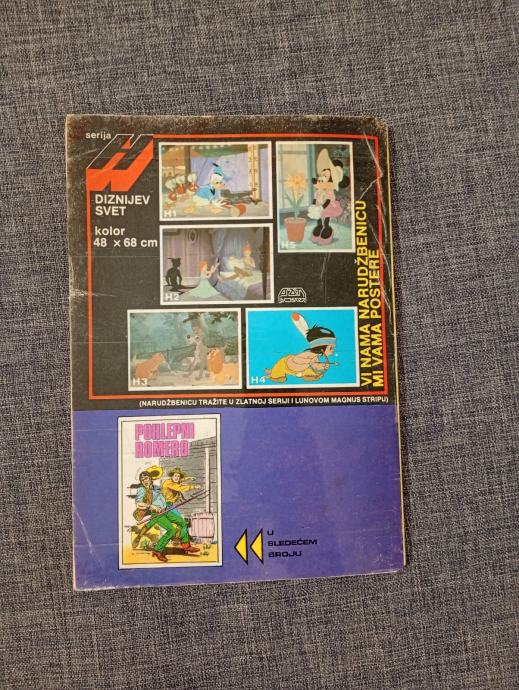 serija
H
DIZNIJEV
SVET
kolor
48 x 68 cm
H1
H5
H2
H3
H4
VI NAMA NARUDŽBENICU
MI VAMA POSTERE
(NARUDŽBENICU TRAŽITE U ZLATNOJ SERIJI I LUNOVOM MAGNUS STRIPU)
POHLEPNI
ROMERO
U
SLEDEĆEM
BROJU